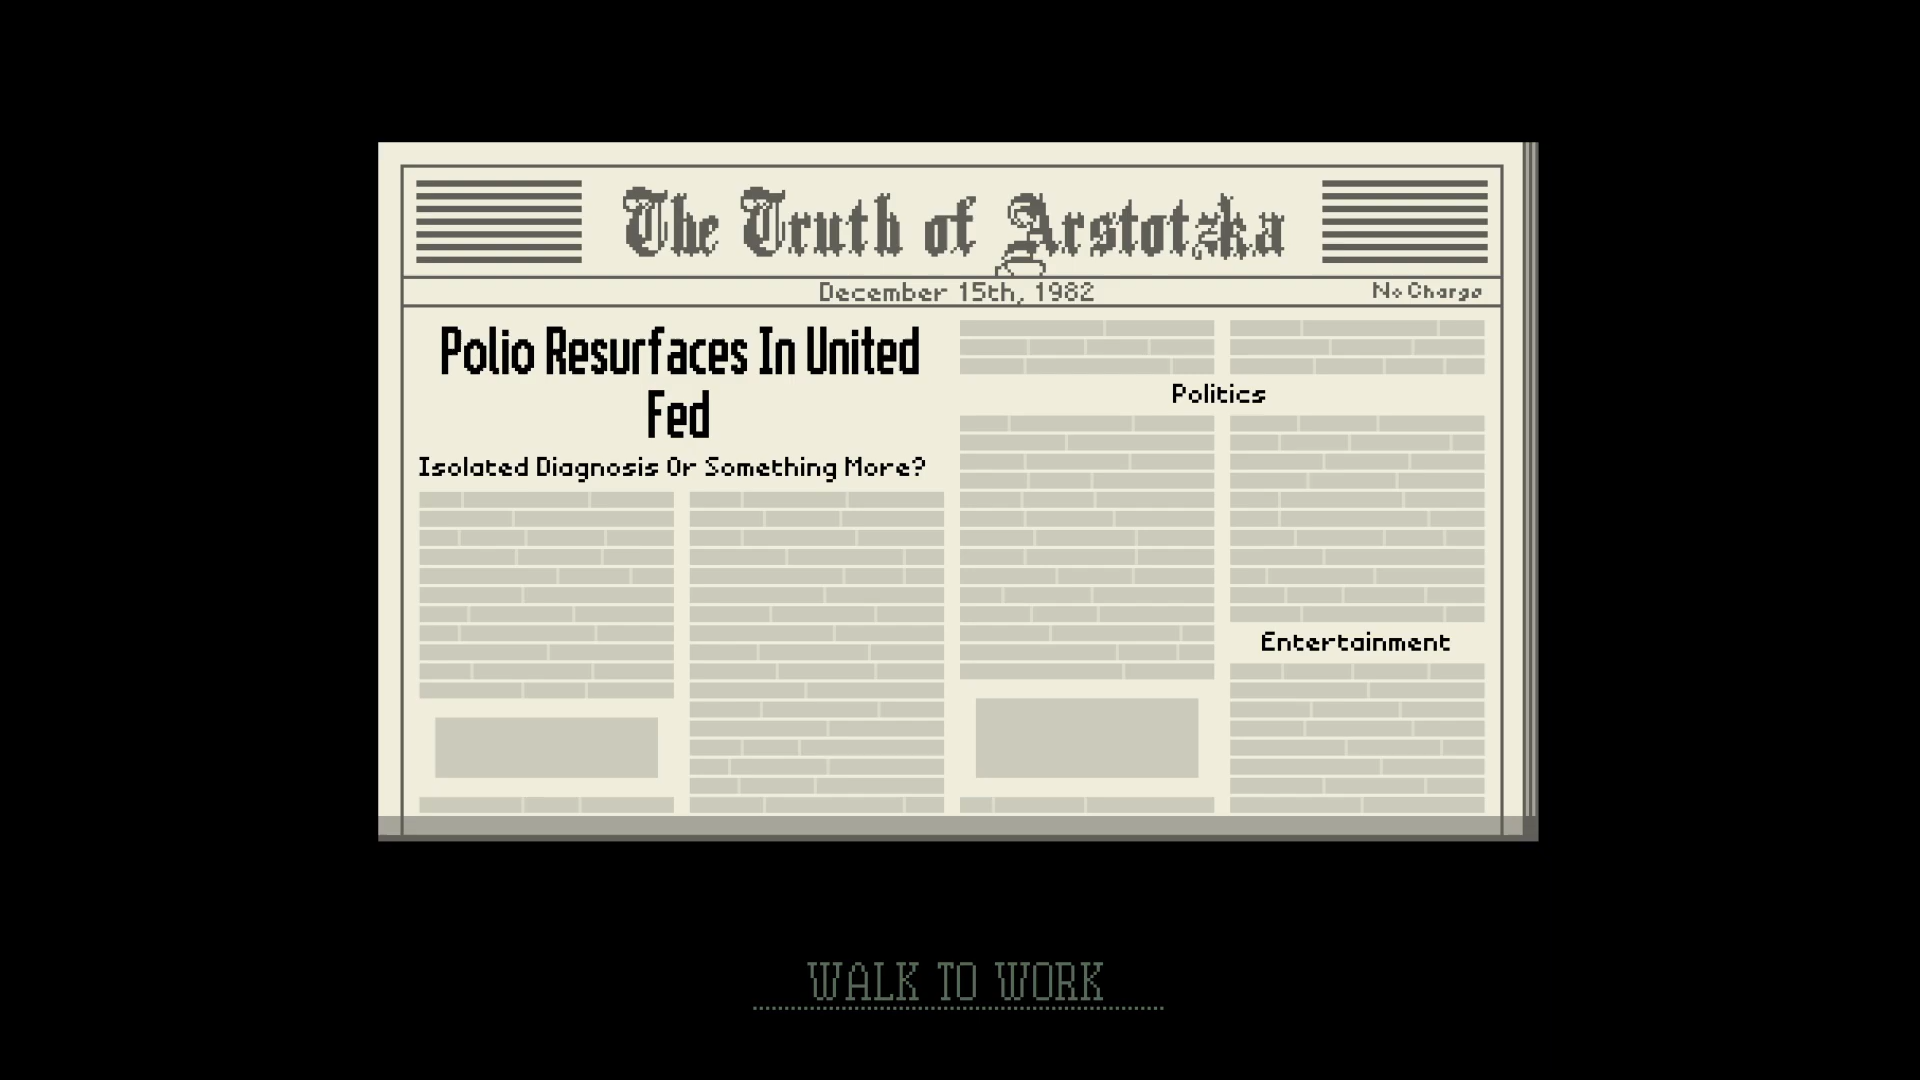 The Truth of Arstotzka
December 15th, 1982
No Charge
Polio Resurfaces In United
Fed
Isolated Diagnosis Or Something More?
Politics
Entertainment
WALK TO WORK